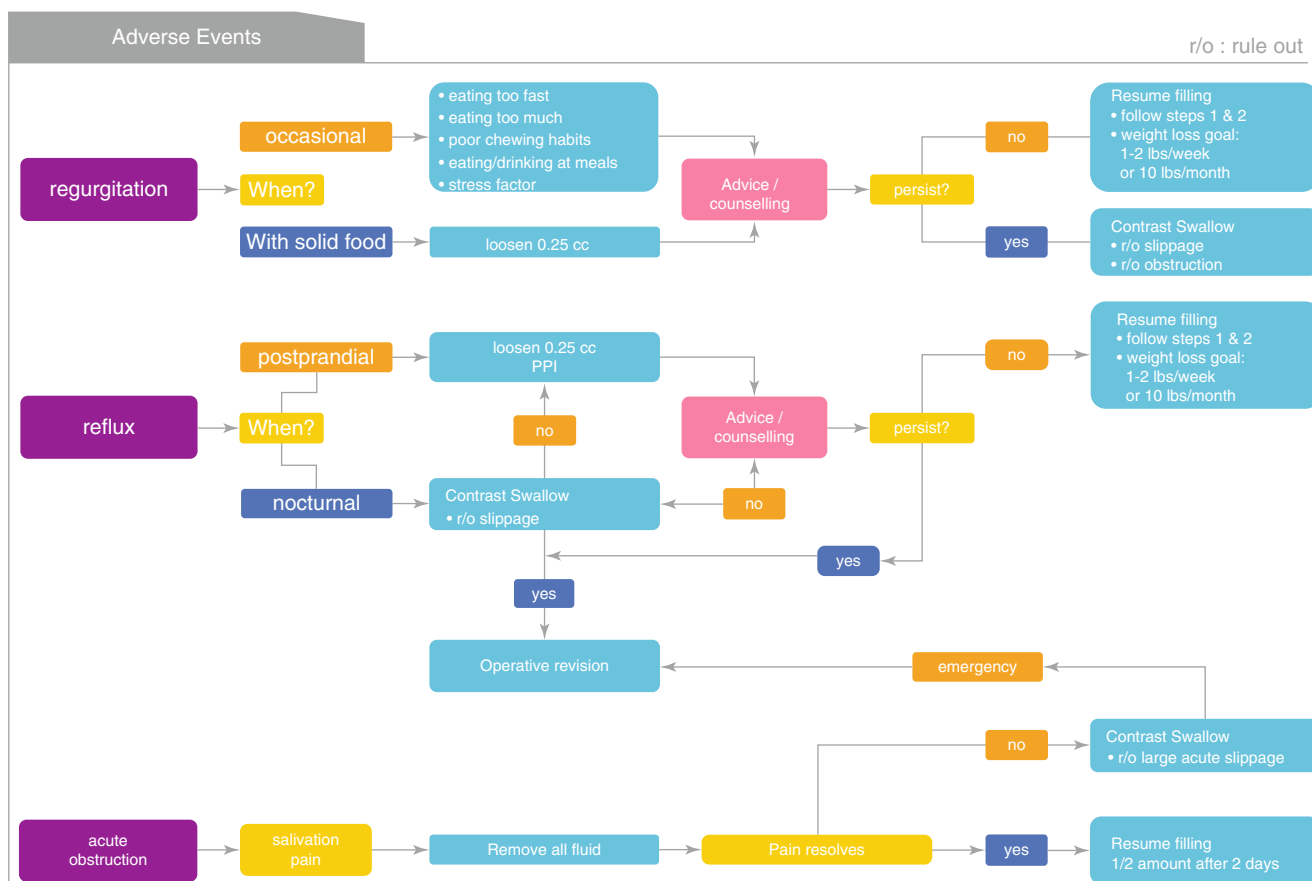 Adverse Events
r/o : rule out
regurgitation
occasional
When?
With solid food
• eating too fast
• eating too much
• poor chewing habits
• eating/drinking at meals
• stress factor
loosen 0.25 cc
Advice /
counselling
persist?
no
yes
Resume filling
• follow steps 1 & 2
• weight loss goal:
1-2 lbs/week
or 10 lbs/month
Contrast Swallow
• r/o slippage
• r/o obstruction
reflux
postprandial
When?
nocturnal
loosen 0.25 cc
PPI
no
Contrast Swallow
• r/o slippage
Advice /
counselling
no
persist?
no
Resume filling
• follow steps 1 & 2
• weight loss goal:
1-2 lbs/week
or 10 lbs/month
yes
yes
Operative revision
emergency
acute
obstruction
salivation
pain
Remove all fluid
Pain resolves
no
Contrast Swallow
• r/o large acute slippage
yes
Resume filling
1/2 amount after 2 days